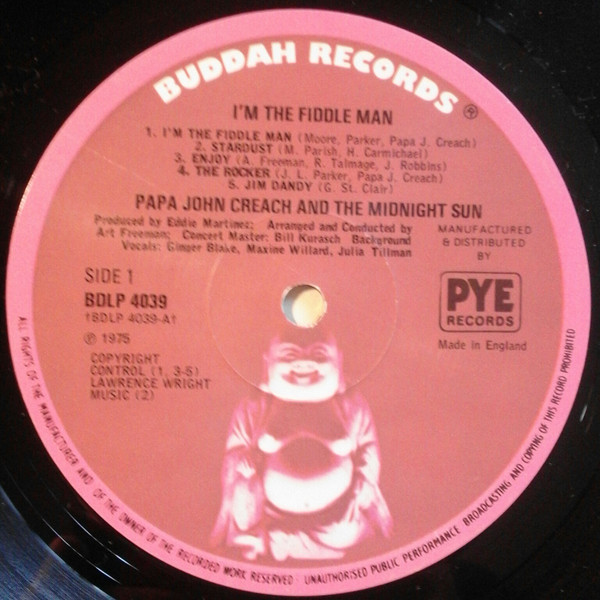 BUDDAH RECORDS ®
I'M THE FIDDLE MAN
1. I'M THE FIDDLE MAN (Moore, Parker, Papa J. Creach)
2. STARDUST (M. Parish, H. Carmichael)
3. ENJOY (A. Freeman, R. Talmage, J. Robbins)
4. THE ROCKER (J. L. Parker, Papa J. Creach)
5. JIM DANDY (G. St. Clair)
PAPA JOHN CREACH AND THE MIDNIGHT SUN
Produced by Eddie Martinez; Arranged and Conducted by
Art Freeman; Concert Master: Bill Kurasch Background
Vocals: Ginger Blake, Maxine Willard, Julia Tillman
MANUFACTURED
& DISTRIBUTED
BY
PYE
RECORDS
Made in England
SIDE 1
BDLP 4039
1BDLP 4039-A1
℗ 1975
COPYRIGHT
CONTROL (1, 3-5)
LAWRENCE WRIGHT
MUSIC (2)
ALL RIGHTS OF THE MANUFACTURER AND OF THE OWNER OF THE RECORDED WORK RESERVED · UNAUTHORISED PUBLIC PERFORMANCE BROADCASTING AND COPYING OF THIS RECORD PROHIBITED